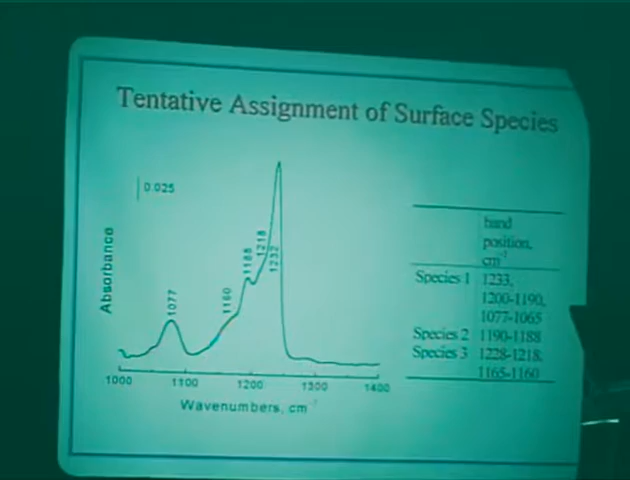 Tentative Assignment of Surface Species
0.025
Absorbance
1077
1160
1188
1218
1232
1000 1100 1200 1300 1400
Wavenumbers, cm⁻¹
band
position,
cm⁻¹
Species 1 1233,
1200-1190,
1077-1065
Species 2 1190-1188
Species 3 1228-1218;
1165-1160